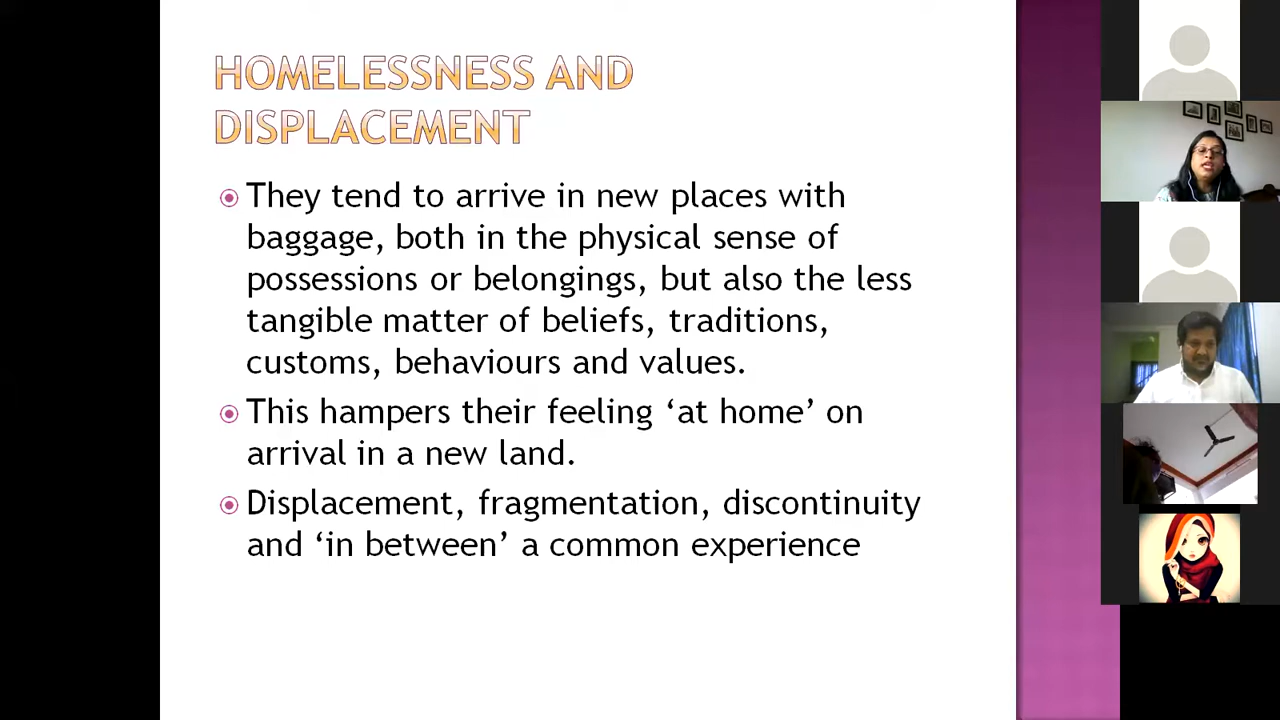 HOMELESSNESS AND
DISPLACEMENT
They tend to arrive in new places with
baggage, both in the physical sense of
possessions or belongings, but also the less
tangible matter of beliefs, traditions,
customs, behaviours and values.
This hampers their feeling ‘at home’ on
arrival in a new land.
Displacement, fragmentation, discontinuity
and ‘in between’ a common experience